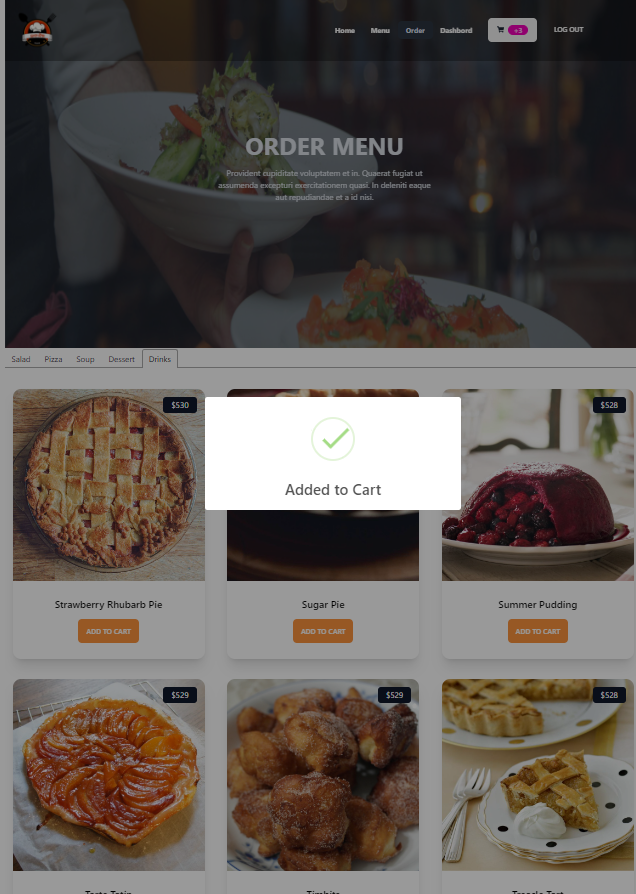 Home
Menu
Order
Dashbord
+3
LOG OUT
ORDER MENU
Provident cupiditate voluptatem et in. Quaerat fugiat ut
assumenda excepturi exercitationem quasi. In deleniti eaque
aut repudiandae et a id nisi.
Salad
Pizza
Soup
Dessert
Drinks
$530
$528
Added to Cart
Strawberry Rhubarb Pie
Sugar Pie
Summer Pudding
ADD TO CART
ADD TO CART
ADD TO CART
$529
$529
$528